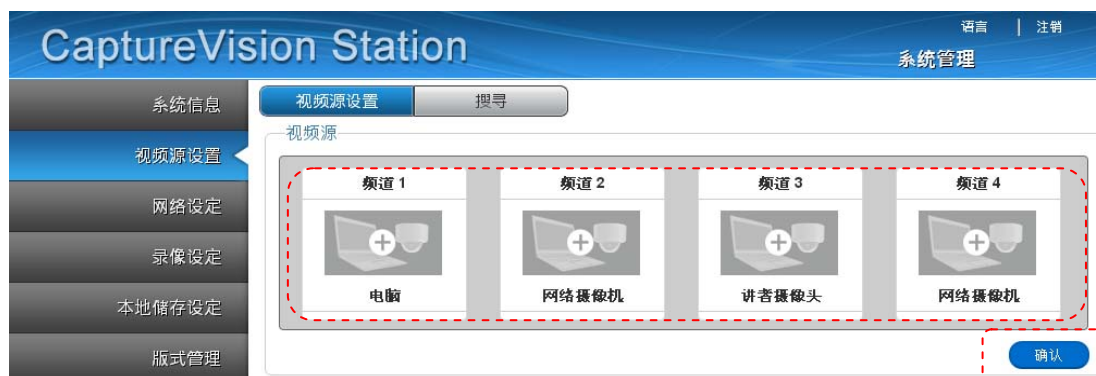 CaptureVision Station
语言 | 注销
系统管理
系统信息
视频源设置
网络设定
录像设定
本地储存设定
版式管理
视频源设置 搜寻
视频源
频道 1 频道 2 频道 3 频道 4
电脑 网络摄像机 讲者摄像头 网络摄像机
确认